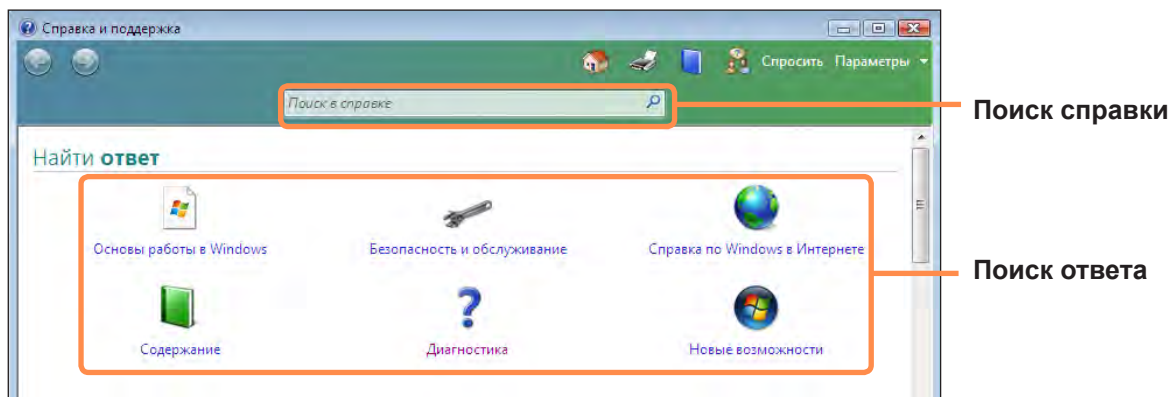 Справка и поддержка
Спросить Параметры
Поиск в справке
Поиск справки
Найти ответ
Основы работы в Windows
Безопасность и обслуживание
Справка по Windows в Интернете
Поиск ответа
Содержание
Диагностика
Новые возможности